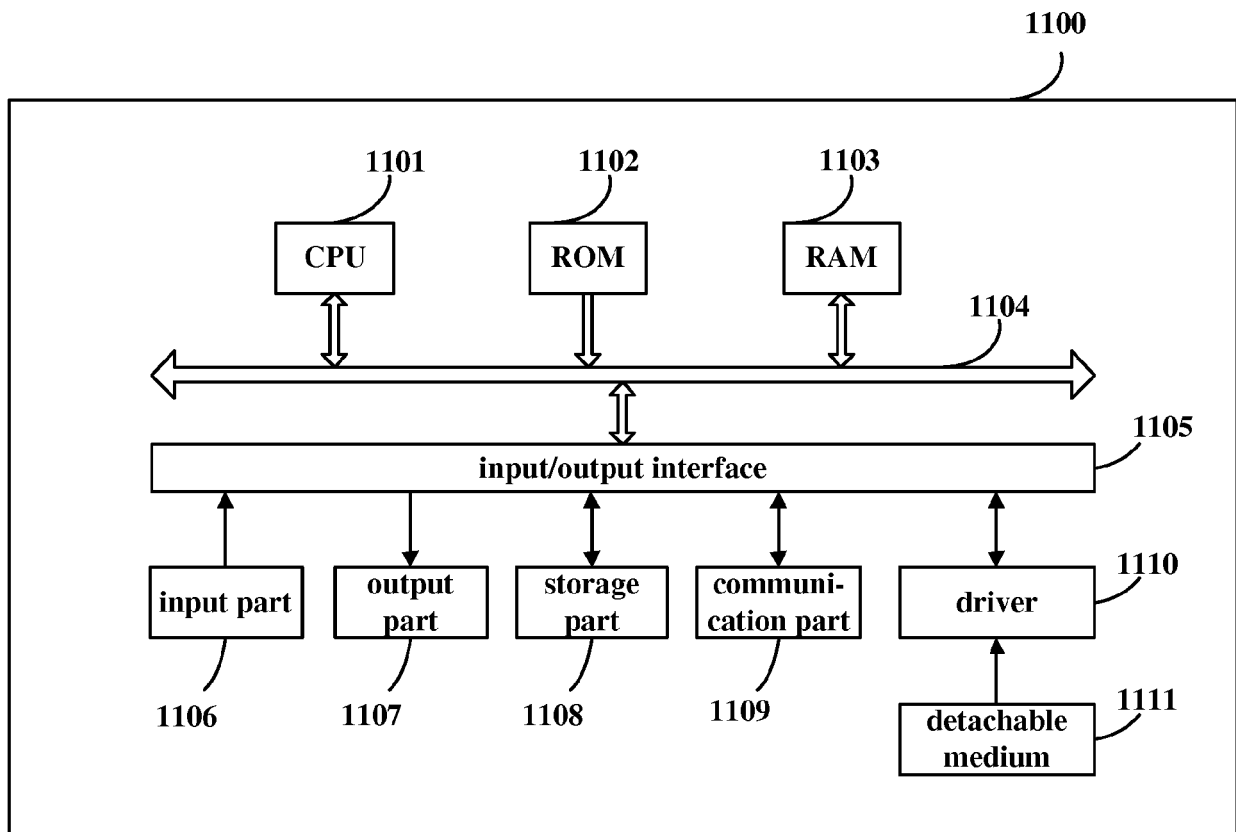 1100
1101
1102
1103
CPU
ROM
RAM
1104
1105
input/output interface
input part
output
part
storage
part
communi-
cation part
driver
1110
1106
1107
1108
1109
detachable
medium
1111